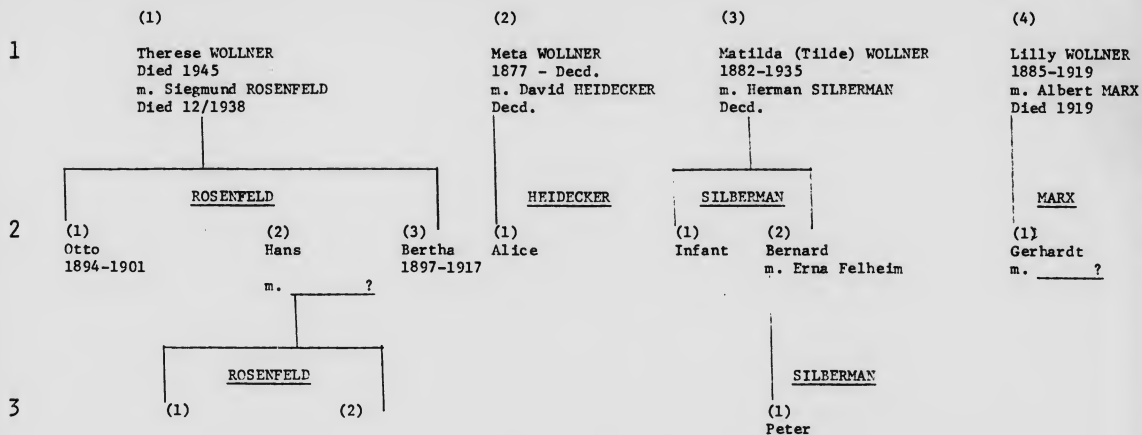 (1) (2) (3) (4)
1
Therese WOLLNER Meta WOLLNER Matilda (Tilde) WOLLNER Lilly WOLLNER
Died 1945 1877 - Decd. 1882-1935 1885-1919
m. Siegmund ROSENFELD m. David HEIDECKER m. Herman SILBERMAN m. Albert MARX
Died 12/1938 Decd. Decd. Died 1919
ROSENFELD HEIDECKER SILBERMAN MARX
2
(1) (2) (3) (1) (1) (2) (1)
Otto Hans Bertha Alice Infant Bernard Gerhardt
1894-1901 1897-1917 m. Erna Felheim m. ______?
m. ______?
ROSENFELD SILBERMAN
3
(1) (2) (1)
Peter